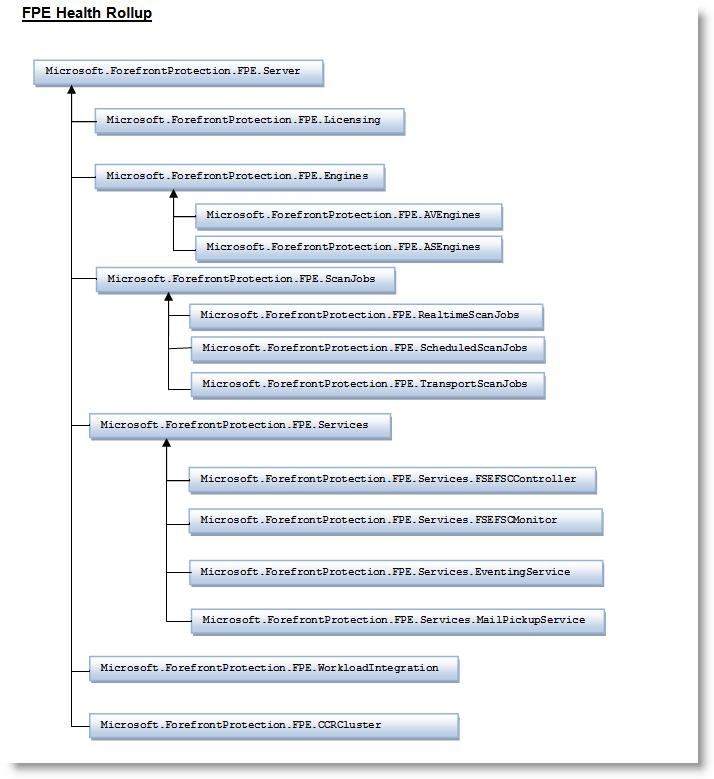 FPE Health Rollup
Microsoft.ForefrontProtection.FPE.Server
Microsoft.ForefrontProtection.FPE.Licensing
Microsoft.ForefrontProtection.FPE.Engines
Microsoft.ForefrontProtection.FPE.AVEngines
Microsoft.ForefrontProtection.FPE.ASEngines
Microsoft.ForefrontProtection.FPE.ScanJobs
Microsoft.ForefrontProtection.FPE.RealtimeScanJobs
Microsoft.ForefrontProtection.FPE.ScheduledScanJobs
Microsoft.ForefrontProtection.FPE.TransportScanJobs
Microsoft.ForefrontProtection.FPE.Services
Microsoft.ForefrontProtection.FPE.Services.FSEFSCController
Microsoft.ForefrontProtection.FPE.Services.FSEFSCMonitor
Microsoft.ForefrontProtection.FPE.Services.EventingService
Microsoft.ForefrontProtection.FPE.Services.MailPickupService
Microsoft.ForefrontProtection.FPE.WorkloadIntegration
Microsoft.ForefrontProtection.FPE.CCRCluster